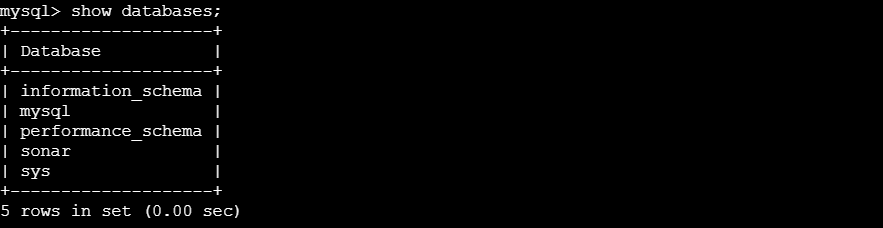 mysql> show databases;
+--------------------+
| Database           |
+--------------------+
| information_schema |
| mysql              |
| performance_schema |
| sonar              |
| sys                |
+--------------------+
5 rows in set (0.00 sec)